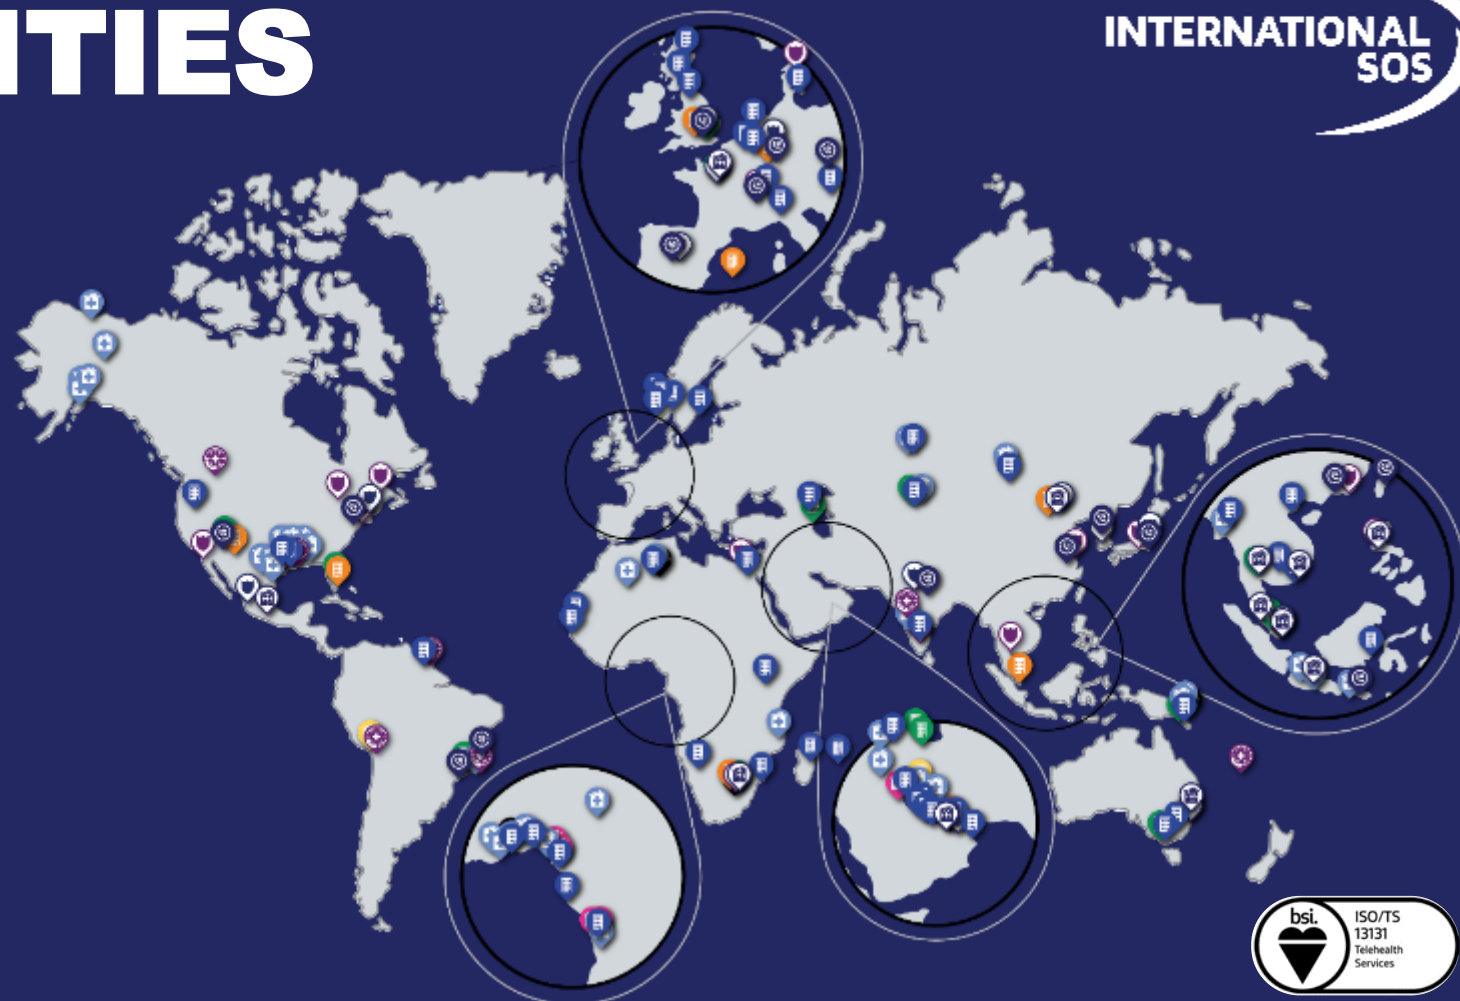 ITIES
INTERNATIONAL
SOS
bsi.
ISO/TS
13131
Telehealth
Services